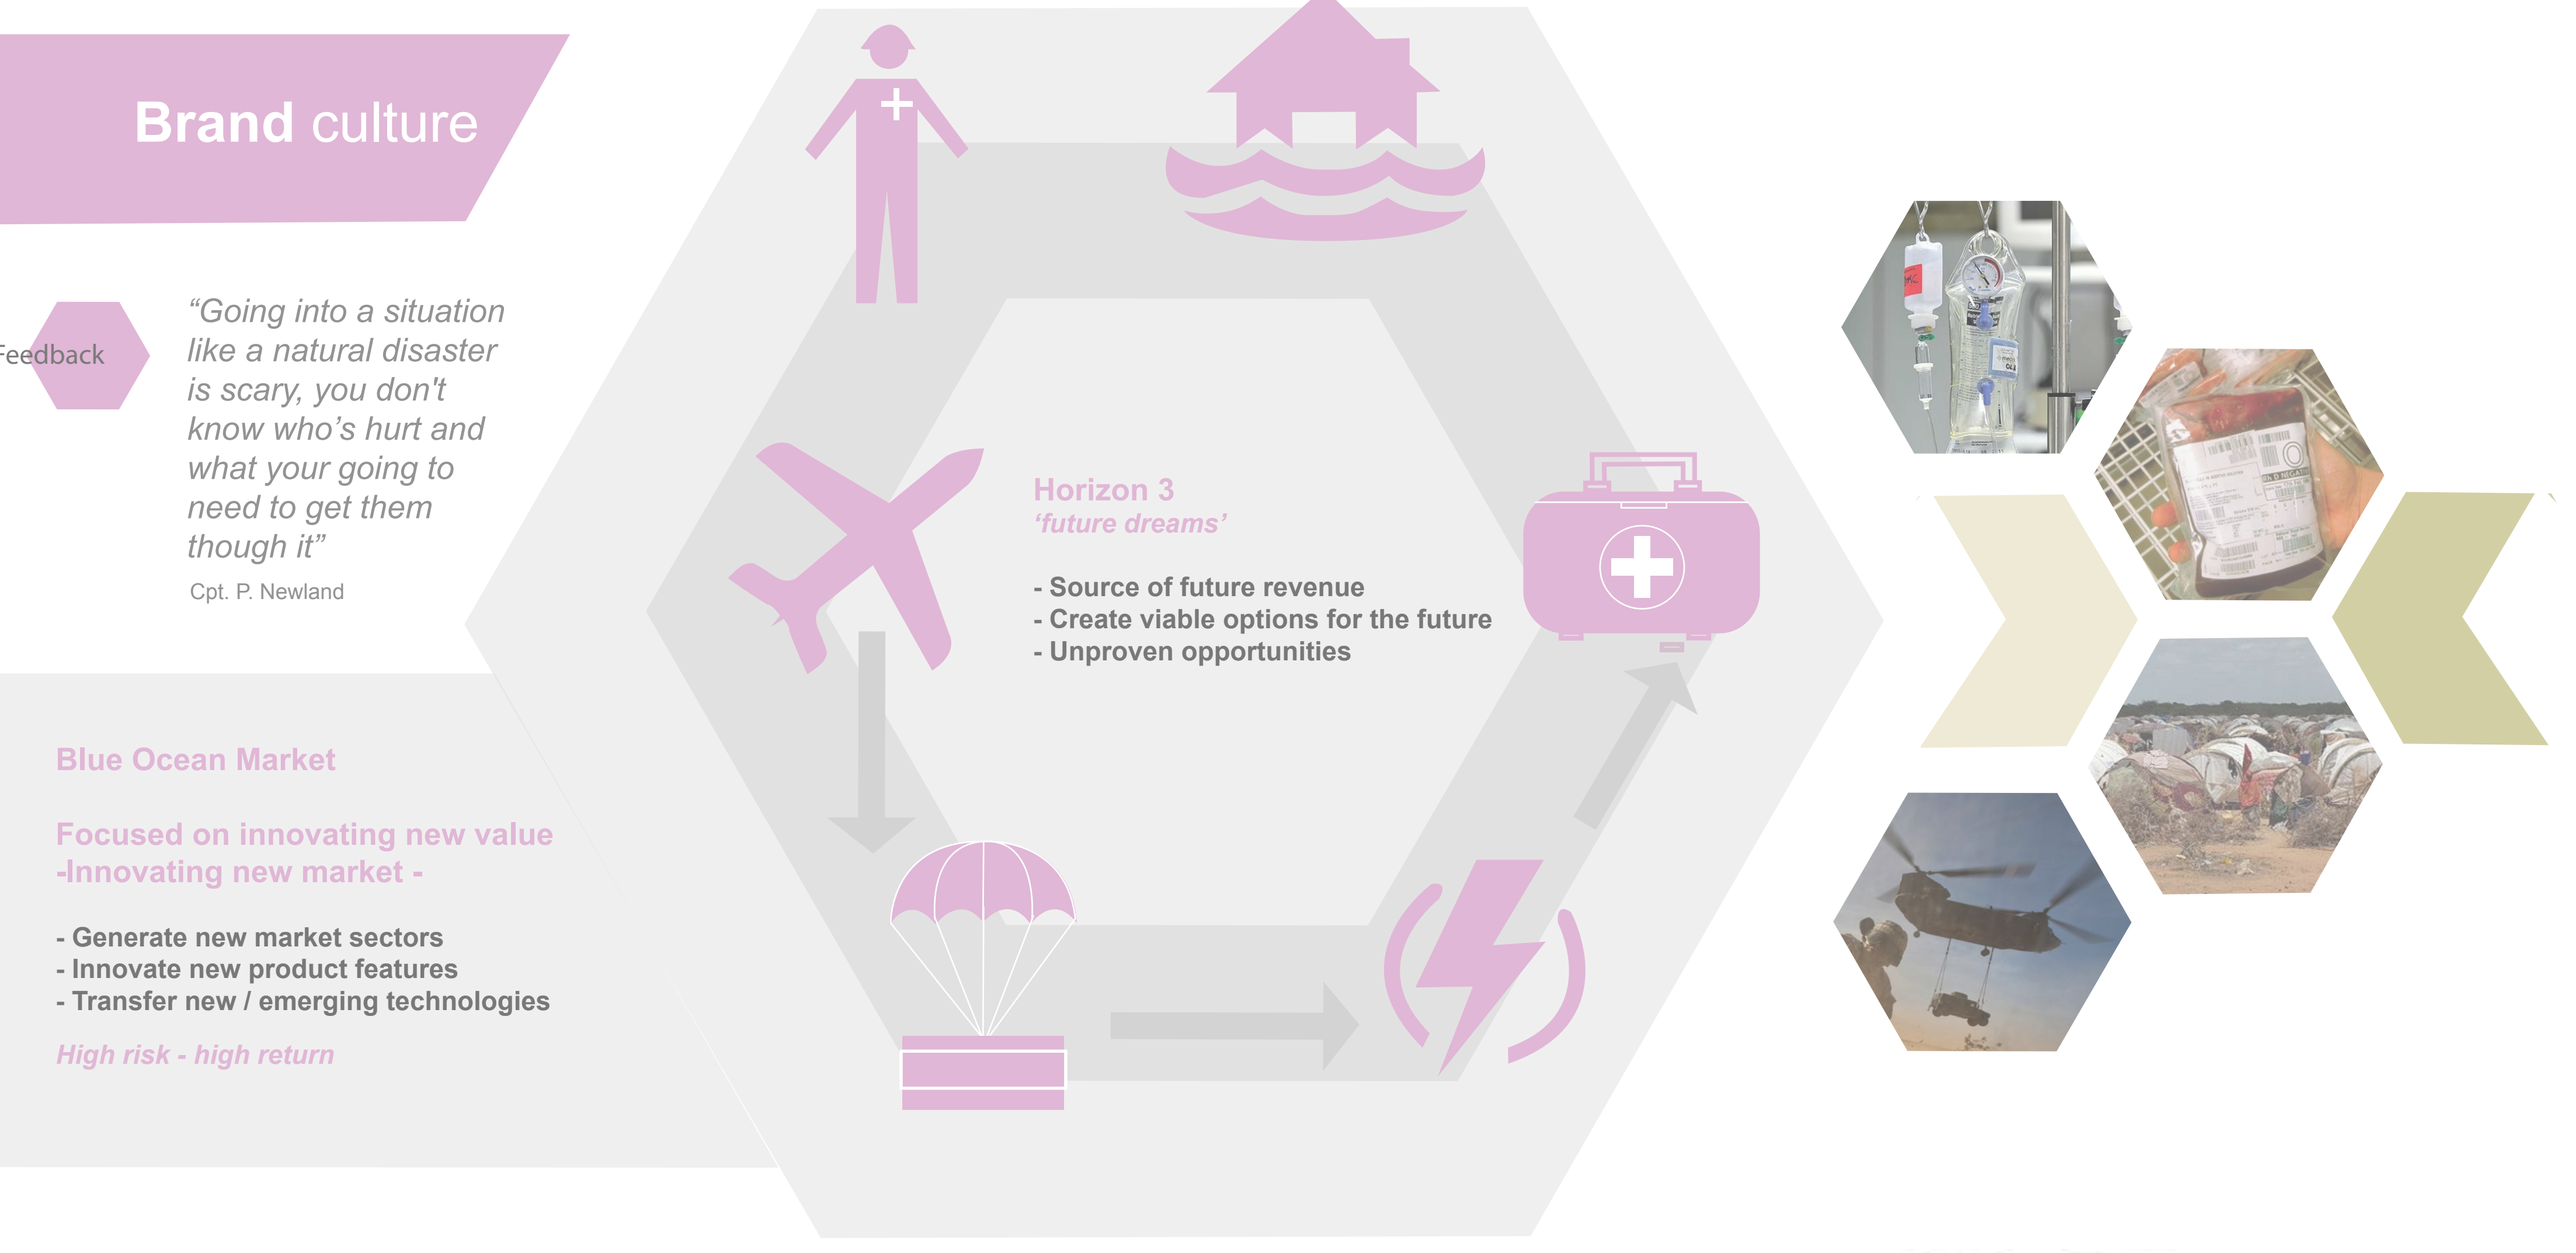 Brand culture
Feedback
“Going into a situation
like a natural disaster
is scary, you don't
know who’s hurt and
what your going to
need to get them
though it”
Cpt. P. Newland
Blue Ocean Market
Focused on innovating new value
-Innovating new market -
- Generate new market sectors
- Innovate new product features
- Transfer new / emerging technologies
High risk - high return
Horizon 3
‘future dreams’
- Source of future revenue
- Create viable options for the future
- Unproven opportunities
O
Rh D NEGATIVE